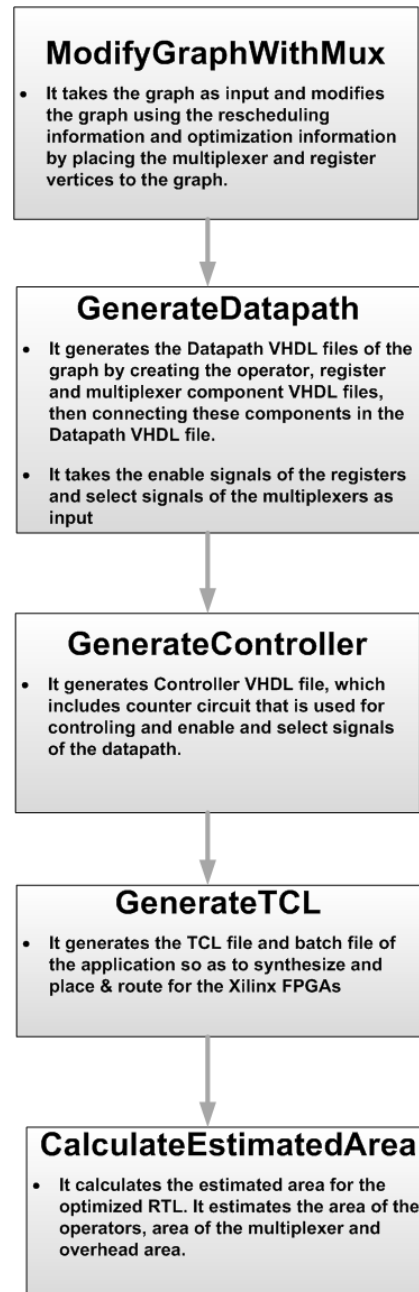 ModifyGraphWithMux
• It takes the graph as input and modifies
the graph using the rescheduling
information and optimization information
by placing the multiplexer and register
vertices to the graph.
GenerateDatapath
• It generates the Datapath VHDL files of the
graph by creating the operator, register
and multiplexer component VHDL files,
then connecting these components in the
Datapath VHDL file.
• It takes the enable signals of the registers
and select signals of the multiplexers as
input
GenerateController
• It generates Controller VHDL file, which
includes counter circuit that is used for
controling and enable and select signals
of the datapath.
GenerateTCL
• It generates the TCL file and batch file of
the application so as to synthesize and
place & route for the Xilinx FPGAs
CalculateEstimatedArea
• It calculates the estimated area for the
optimized RTL. It estimates the area of the
operators, area of the multiplexer and
overhead area.